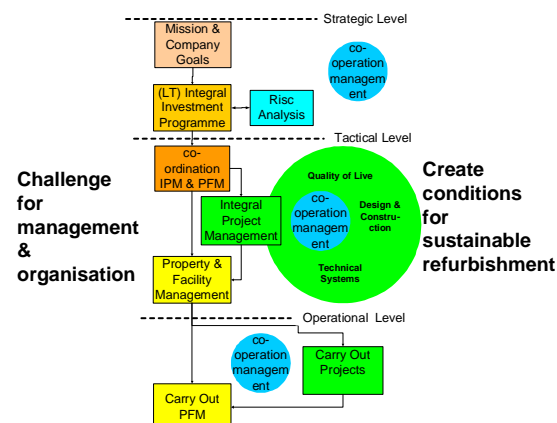 Strategic Level
Mission &
Company
Goals
co-
operation
managem
ent
(LT) Integral
Investment
Programme
Risc
Analysis
Tactical Level
co-
ordination
IPM & PFM
Quality of Live
Challenge
for
management
&
organisation
Integral
Project
Management
co-
operation
managem
ent
Design &
Constru-
ction
Create
conditions
for
sustainable
refurbishment
Technical
Systems
Property &
Facility
Management
Operational Level
co-
operation
managem
ent
Carry Out
Projects
Carry Out
PFM